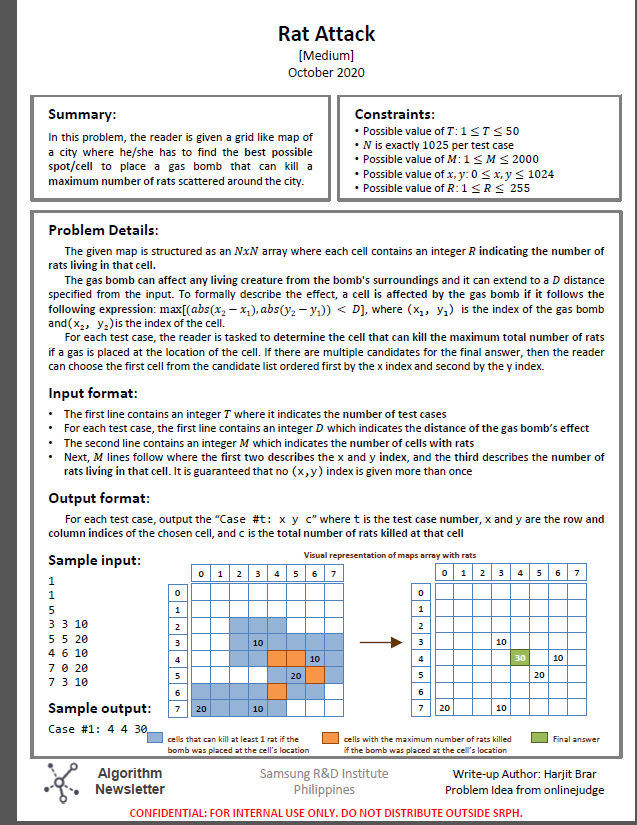 Rat Attack
[Medium]
October 2020
Summary:
In this problem, the reader is given a grid like map of
a city where he/she has to find the best possible
spot/cell to place a gas bomb that can kill a
maximum number of rats scattered around the city.
Constraints:
• Possible value of T: 1 ≤ T ≤ 50
• N is exactly 1025 per test case
• Possible value of M: 1 ≤ M ≤ 2000
• Possible value of x, y: 0 ≤ x, y ≤ 1024
• Possible value of R: 1 ≤ R ≤ 255
Problem Details:
The given map is structured as an NxN array where each cell contains an integer R indicating the number of
rats living in that cell.
The gas bomb can affect any living creature from the bomb's surroundings and it can extend to a D distance
specified from the input. To formally describe the effect, a cell is affected by the gas bomb if it follows the
following expression: max[(abs(x₂ − x₁), abs(y₂ − y₁)) < D], where (x₁, y₁) is the index of the gas bomb
and(x₂, y₂)is the index of the cell.
For each test case, the reader is tasked to determine the cell that can kill the maximum total number of rats
if a gas is placed at the location of the cell. If there are multiple candidates for the final answer, then the reader
can choose the first cell from the candidate list ordered first by the x index and second by the y index.
Input format:
• The first line contains an integer T where it indicates the number of test cases
• For each test case, the first line contains an integer D which indicates the distance of the gas bomb's effect
• The second line contains an integer M which indicates the number of cells with rats
• Next, M lines follow where the first two describes the x and y index, and the third describes the number of
rats living in that cell. It is guaranteed that no (x,y) index is given more than once
Output format:
For each test case, output the "Case #t: x y c" where t is the test case number, x and y are the row and
column indices of the chosen cell, and c is the total number of rats killed at that cell
Sample input:
1
1
5
3 3 10
5 5 20
4 6 10
7 0 20
7 3 10
Sample output:
Case #1: 4 4 30
Visual representation of maps array with rats
0 1 2 3 4 5 6 7
0
1
2
3 10
4 10
5 20
6
7 20 10
0 1 2 3 4 5 6 7
0
1
2
3 10
4 30 10
5 20
6
7 20 10
cells that can kill at least 1 rat if the
bomb was placed at the cell's location
cells with the maximum number of rats killed
if the bomb was placed at the cell's location
Final answer
Algorithm
Newsletter
Samsung R&D Institute
Philippines
Write-up Author: Harjit Brar
Problem Idea from onlinejudge
CONFIDENTIAL: FOR INTERNAL USE ONLY. DO NOT DISTRIBUTE OUTSIDE SRPH.